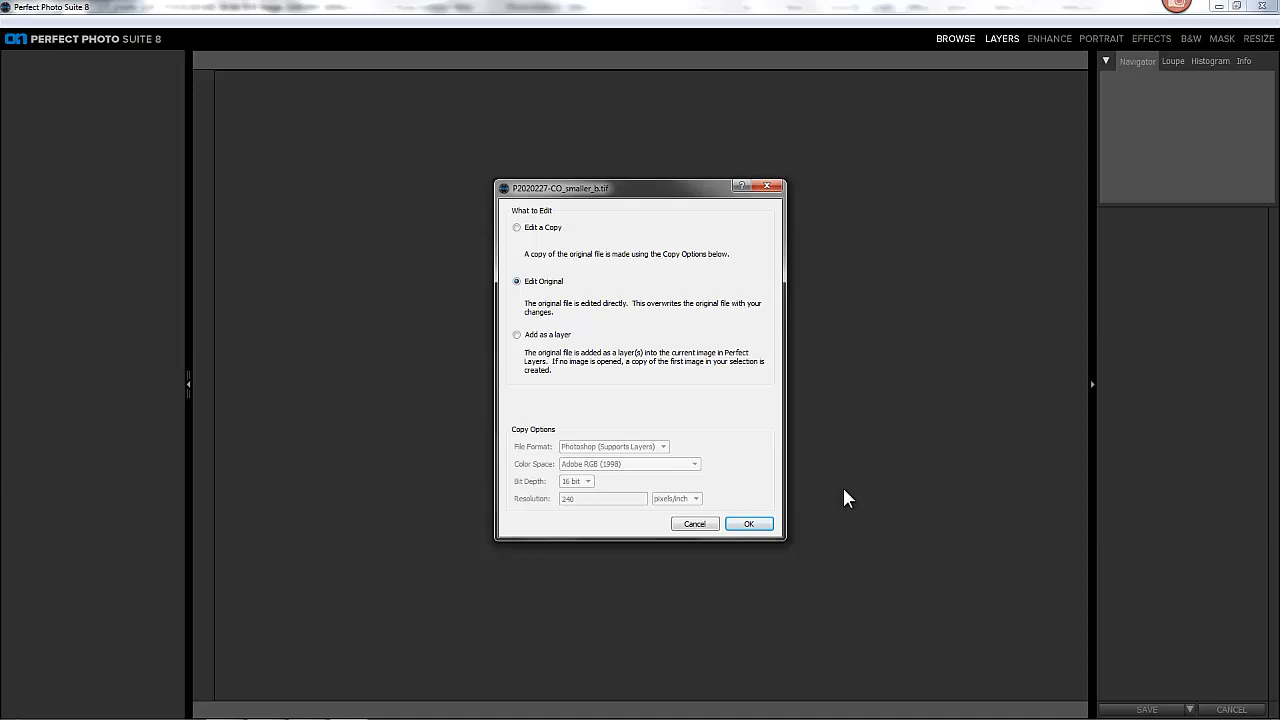 Perfect Photo Suite 8
on PERFECT PHOTO SUITE 8
BROWSE LAYERS ENHANCE PORTRAIT EFFECTS B&W MASK RESIZE
Navigator Loupe Histogram Info
P2020227-CO_smaller_b.tif
What to Edit
Edit a Copy
A copy of the original file is made using the Copy Options below.
Edit Original
The original file is edited directly. This overwrites the original file with your
changes.
Add as a layer
The original file is added as a layer(s) into the current image in Perfect
Layers. If no image is opened, a copy of the first image in your selection is
created.
Copy Options
File Format: Photoshop (Supports Layers)
Color Space: Adobe RGB (1998)
Bit Depth: 16 bit
Resolution: 240 pixels/inch
Cancel OK
SAVE CANCEL